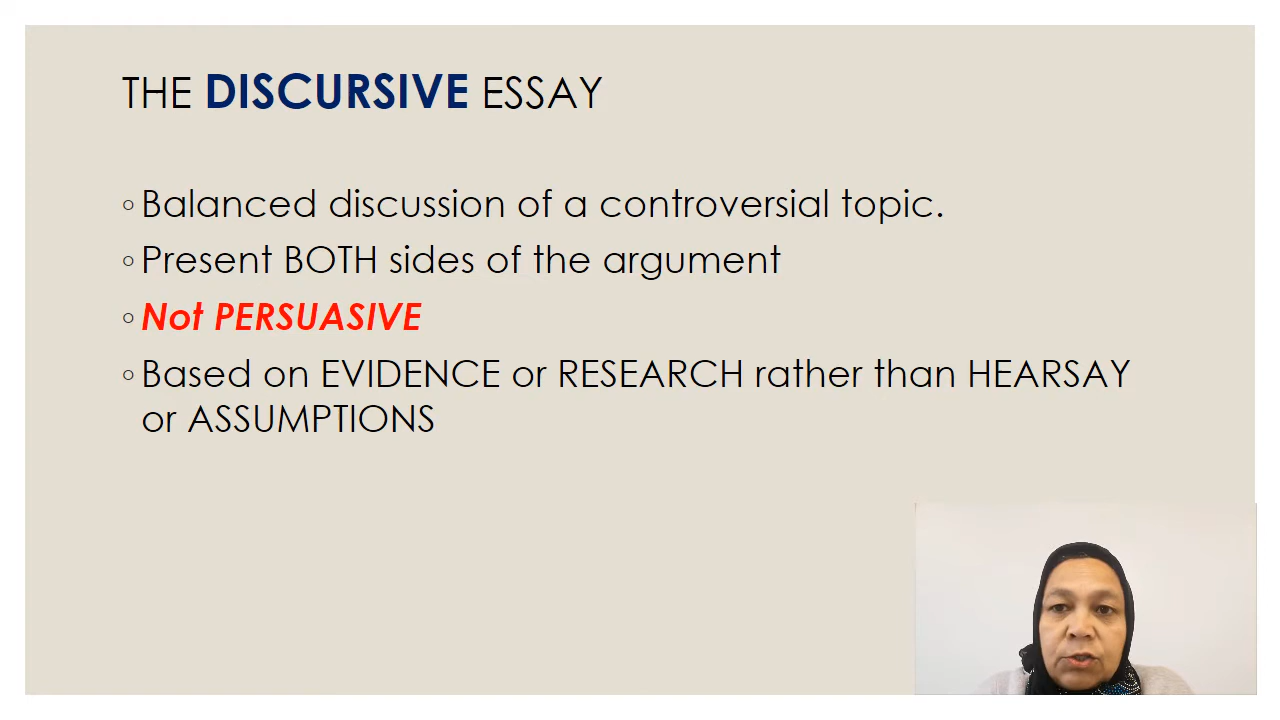 THE DISCURSIVE ESSAY
◦ Balanced discussion of a controversial topic.
◦ Present BOTH sides of the argument
◦ Not PERSUASIVE
◦ Based on EVIDENCE or RESEARCH rather than HEARSAY
or ASSUMPTIONS